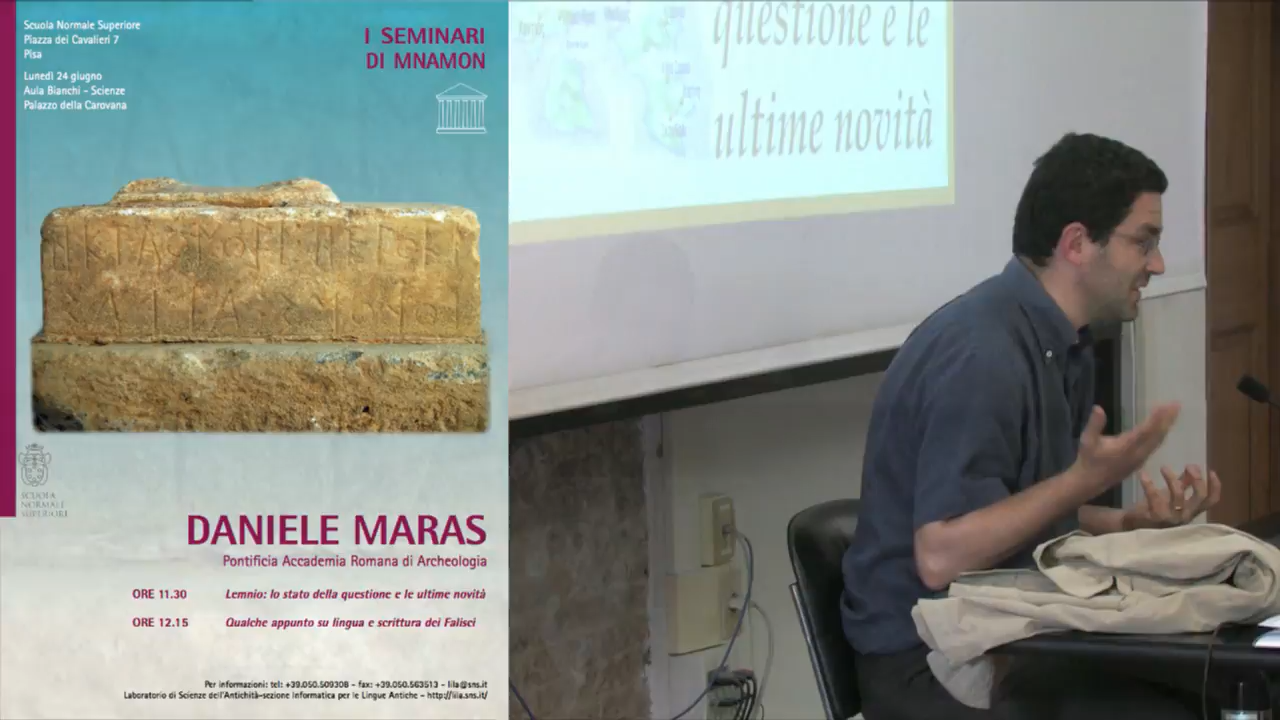 Scuola Normale Superiore
Piazza dei Cavalieri 7
Pisa
Lunedì 24 giugno
Aula Bianchi - Scienze
Palazzo della Carovana
I SEMINARI
DI MNAMON
SCUOLA
NORMALE
SUPERIORE
DANIELE MARAS
Pontificia Accademia Romana di Archeologia
ORE 11.30 Lemnio: lo stato della questione e le ultime novità
ORE 12.15 Qualche appunto su lingua e scrittura dei Falisci
Per informazioni: tel: +39.050.509308 - fax: +39.050.563513 - lila@sns.it
Laboratorio di Scienze dell'Antichità-sezione Informatica per le Lingue Antiche - http://lila.sns.it/
questione e le
ultime novità